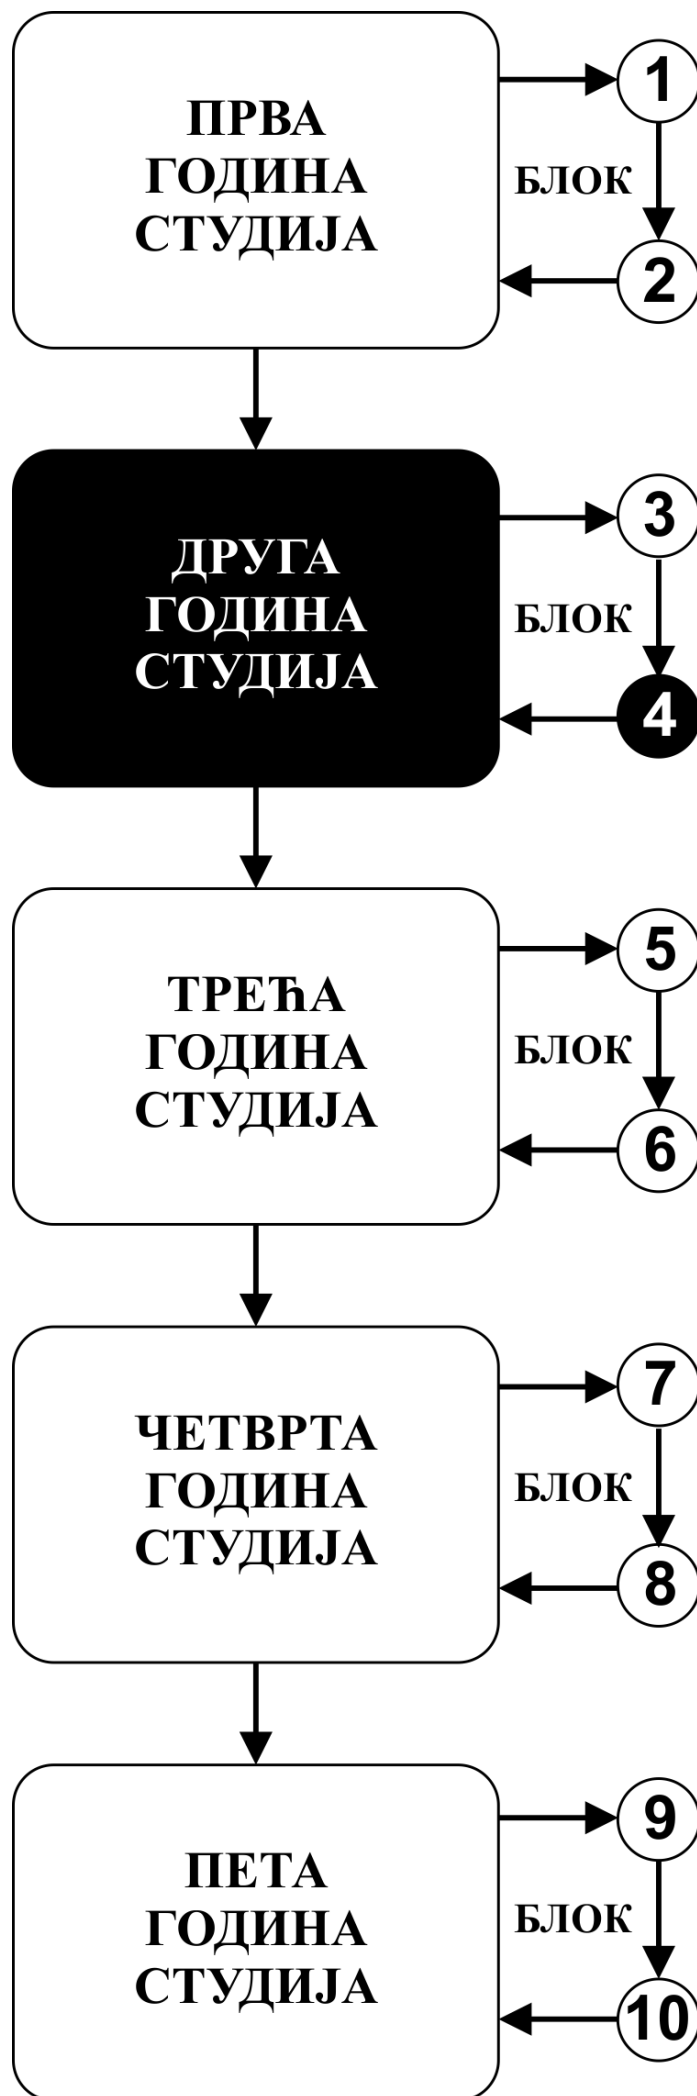 ПРВА
ГОДИНА
СТУДИЈА
1
БЛОК
2
ДРУГА
ГОДИНА
СТУДИЈА
3
БЛОК
4
ТРЕЋА
ГОДИНА
СТУДИЈА
5
БЛОК
6
ЧЕТВРТА
ГОДИНА
СТУДИЈА
7
БЛОК
8
ПЕТА
ГОДИНА
СТУДИЈА
9
БЛОК
10